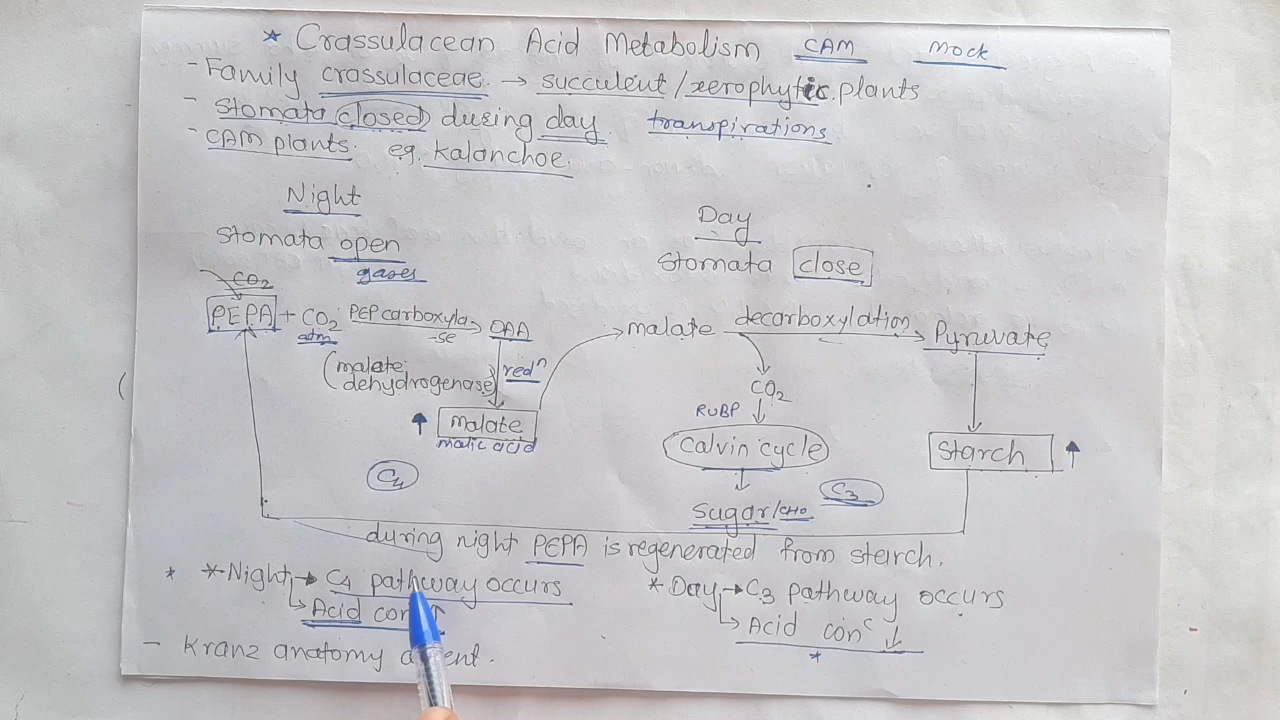 * Crassulacean Acid Metabolism CAM Mock
- Family crassulaceae → succulent/xerophytic plants
- Stomata closed during day transpirations
- CAM plants. eg. Kalanchoe.
Night
Stomata open
gases
CO₂
PEPA + CO₂ PEP carboxyla-se → OAA
atm
(malate dehydrogenase) redⁿ
↑ Malate
malic acid
C₄
Day
Stomata close
→ malate decarboxylation → Pyruvate
CO₂
RUBP
Calvin cycle
Starch ↑
C₃
Sugar/CHO
during night PEPA is regenerated from starch.
* *Night → C₄ pathway occurs
↳ Acid con ↑
*Day → C₃ pathway occurs
↳ Acid conᶜ ↓
*
- Kranz anatomy